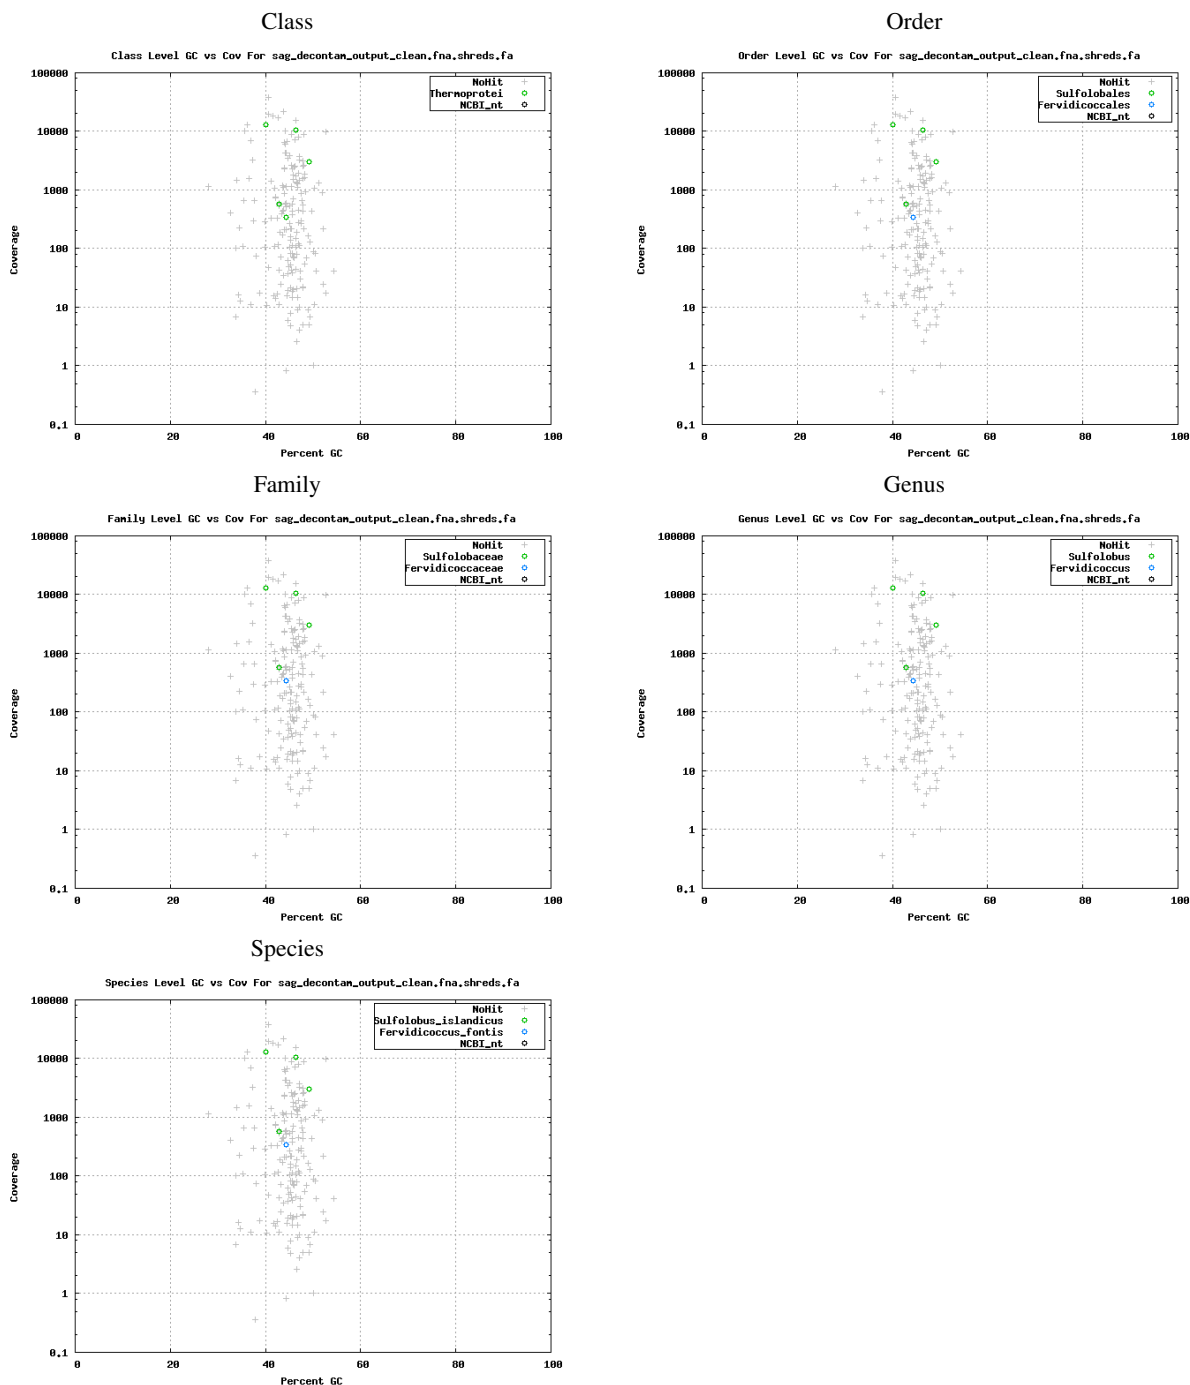 Class
Class Level GC vs Cov For sag_decontam_output_clean.fna.shreds.fa
NoHit
Thermoprotei
NCBI_nt
100000
10000
1000
100
10
1
0.1
Coverage
0 20 40 60 80 100
Percent GC
Order
Order Level GC vs Cov For sag_decontam_output_clean.fna.shreds.fa
NoHit
Sulfolobales
Fervidicoccales
NCBI_nt
100000
10000
1000
100
10
1
0.1
Coverage
0 20 40 60 80 100
Percent GC
Family
Family Level GC vs Cov For sag_decontam_output_clean.fna.shreds.fa
NoHit
Sulfolobaceae
Fervidicoccaceae
NCBI_nt
100000
10000
1000
100
10
1
0.1
Coverage
0 20 40 60 80 100
Percent GC
Genus
Genus Level GC vs Cov For sag_decontam_output_clean.fna.shreds.fa
NoHit
Sulfolobus
Fervidicoccus
NCBI_nt
100000
10000
1000
100
10
1
0.1
Coverage
0 20 40 60 80 100
Percent GC
Species
Species Level GC vs Cov For sag_decontam_output_clean.fna.shreds.fa
NoHit
Sulfolobus_islandicus
Fervidicoccus_fontis
NCBI_nt
100000
10000
1000
100
10
1
0.1
Coverage
0 20 40 60 80 100
Percent GC